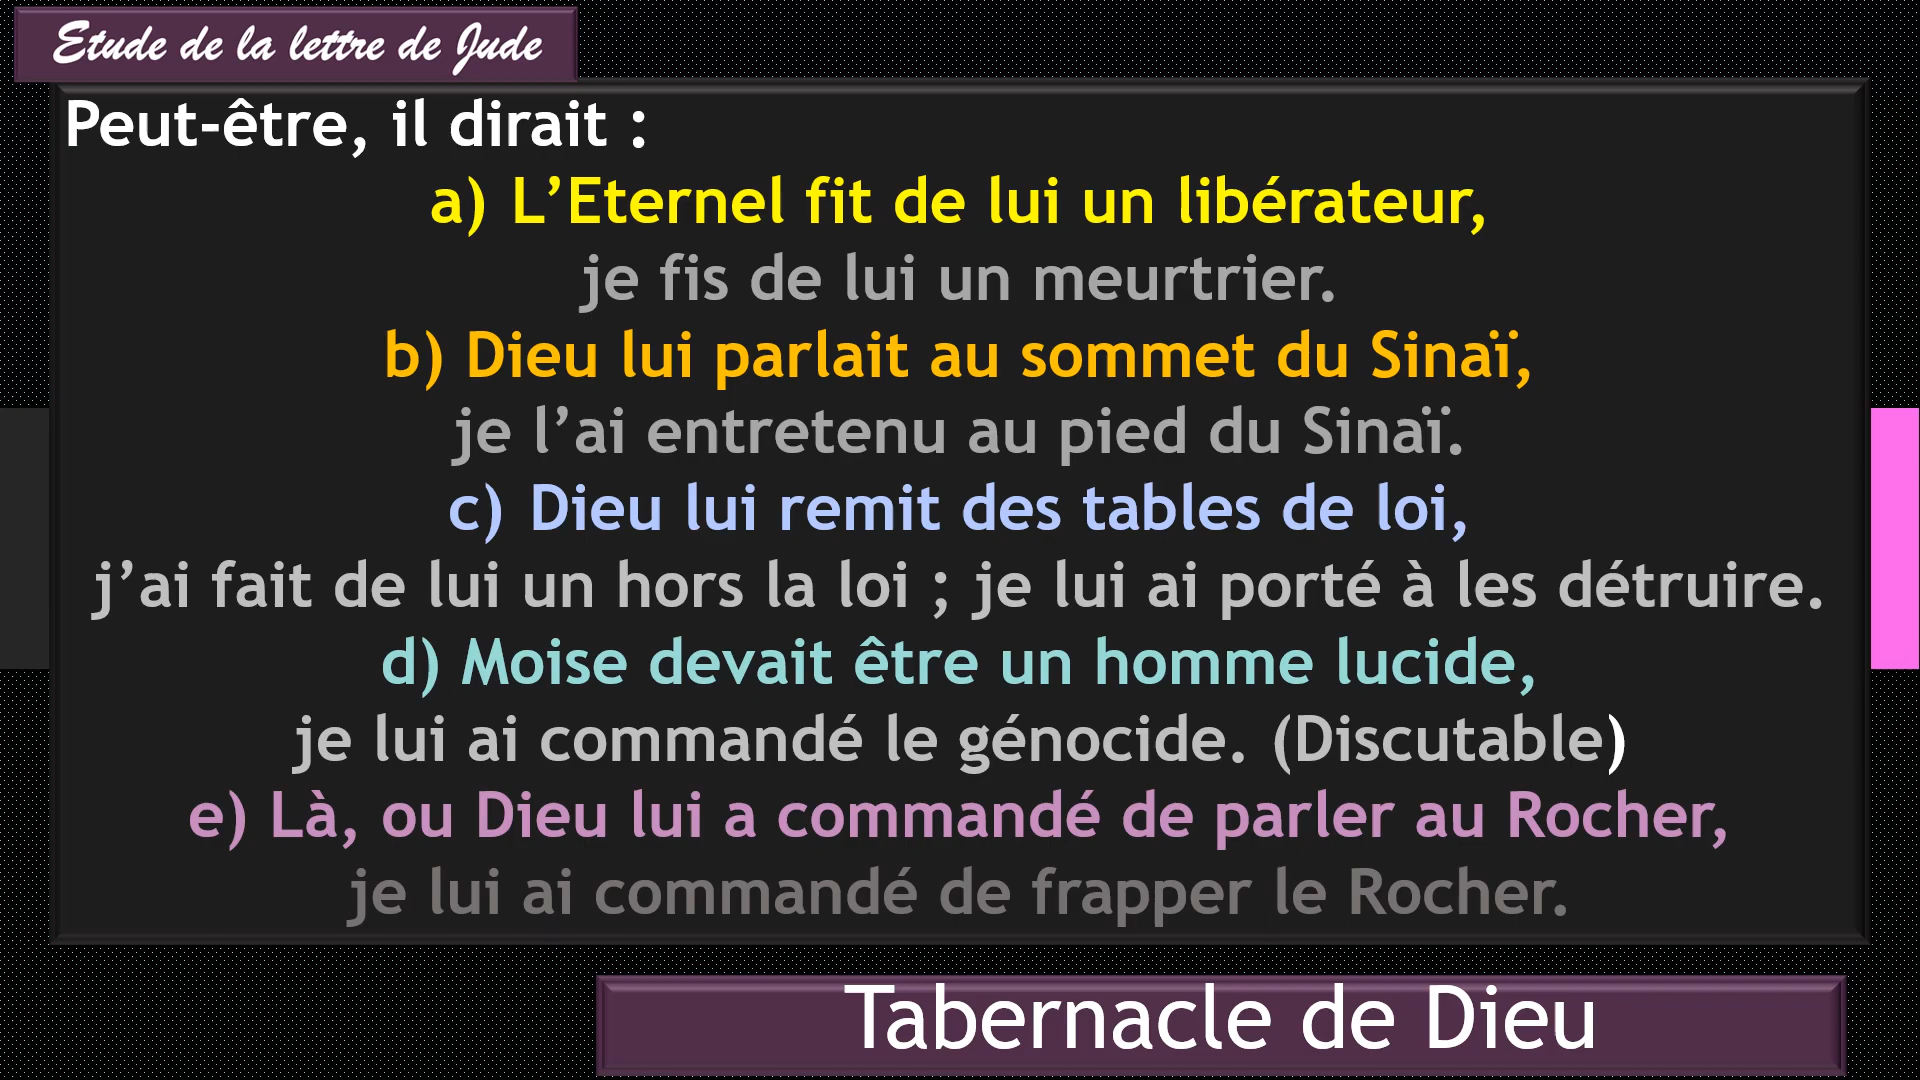 Etude de la lettre de Jude
Peut-être, il dirait :
a) L’Eternel fit de lui un libérateur,
je fis de lui un meurtrier.
b) Dieu lui parlait au sommet du Sinaï,
je l’ai entretenu au pied du Sinaï.
c) Dieu lui remit des tables de loi,
j’ai fait de lui un hors la loi ; je lui ai porté à les détruire.
d) Moise devait être un homme lucide,
je lui ai commandé le génocide. (Discutable)
e) Là, ou Dieu lui a commandé de parler au Rocher,
je lui ai commandé de frapper le Rocher.
Tabernacle de Dieu